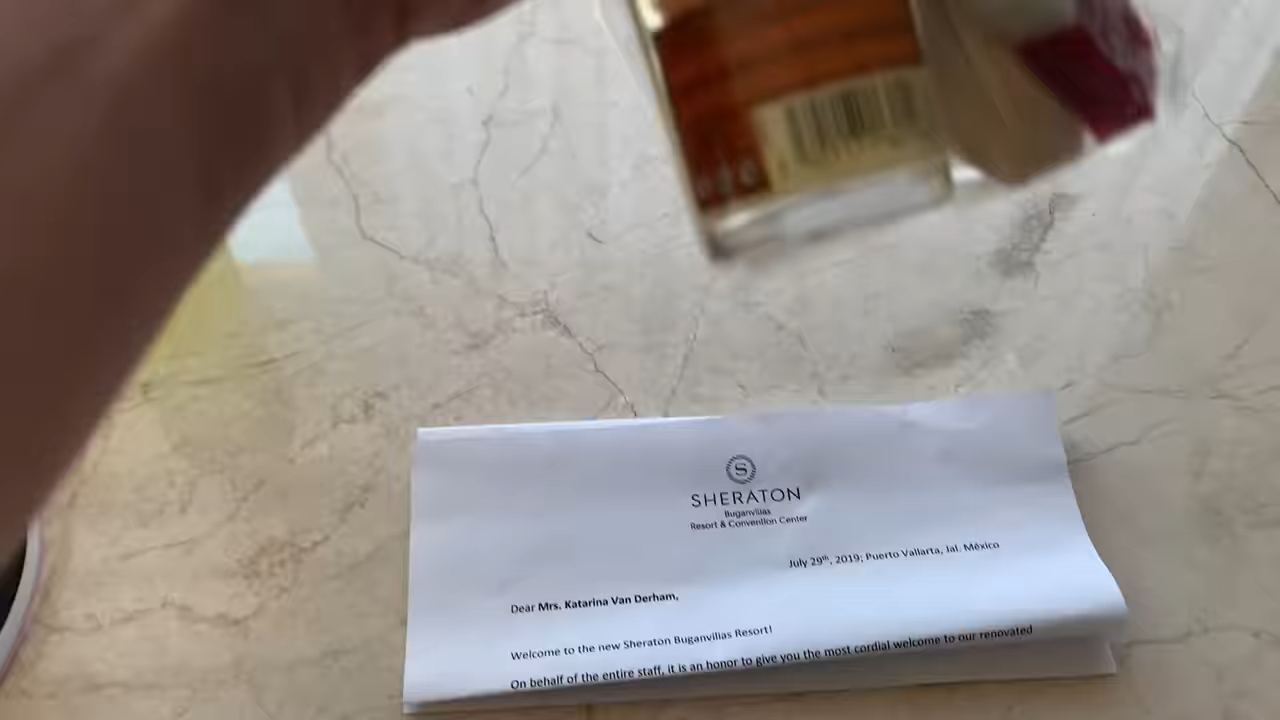 S
SHERATON
Buganvilias
Resort & Convention Center
July 29th, 2019; Puerto Vallarta, Jal. México
Dear Mrs. Katarina Van Derham,
Welcome to the new Sheraton Buganvilias Resort!
On behalf of the entire staff, it is an honor to give you the most cordial welcome to our renovated